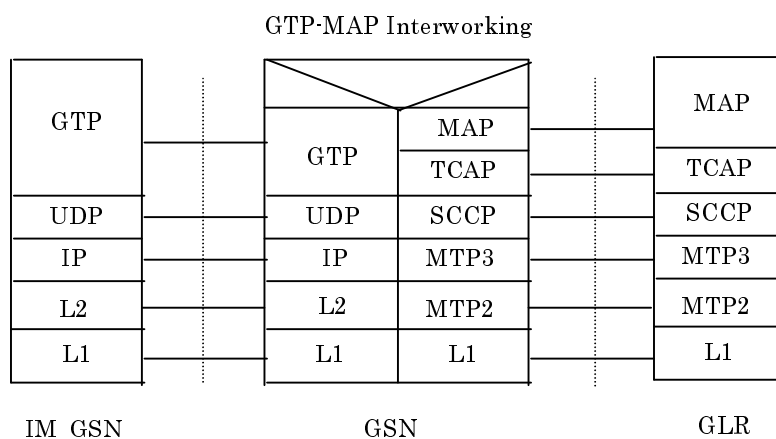 GTP-MAP Interworking
GTP
UDP
IP
L2
L1
IM GSN
GTP
UDP
IP
L2
L1
MAP
TCAP
SCCP
MTP3
MTP2
L1
GSN
MAP
TCAP
SCCP
MTP3
MTP2
L1
GLR